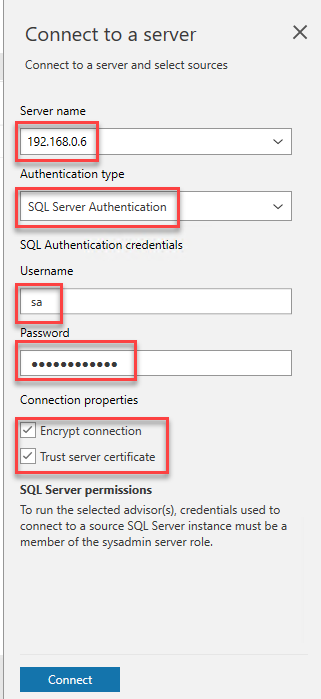 Connect to a server
Connect to a server and select sources
Server name
192.168.0.6
Authentication type
SQL Server Authentication
SQL Authentication credentials
Username
sa
Password
●●●●●●●●●●●●
Connection properties
Encrypt connection
Trust server certificate
SQL Server permissions
To run the selected advisor(s), credentials used to
connect to a source SQL Server instance must be a
member of the sysadmin server role.
Connect